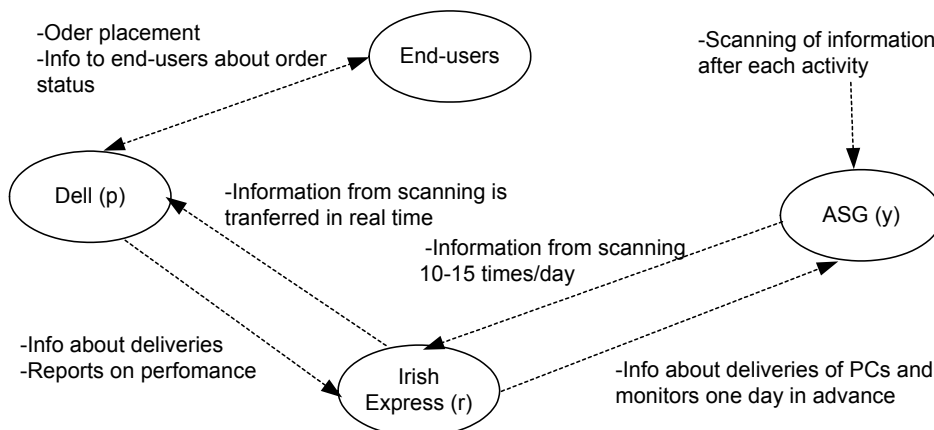 -Oder placement
-Info to end-users about order
status
End-users
-Scanning of information
after each activity
Dell (p)
-Information from scanning is
tranferred in real time
ASG (y)
-Information from scanning
10-15 times/day
-Info about deliveries
-Reports on perfomance
Irish
Express (r)
-Info about deliveries of PCs and
monitors one day in advance